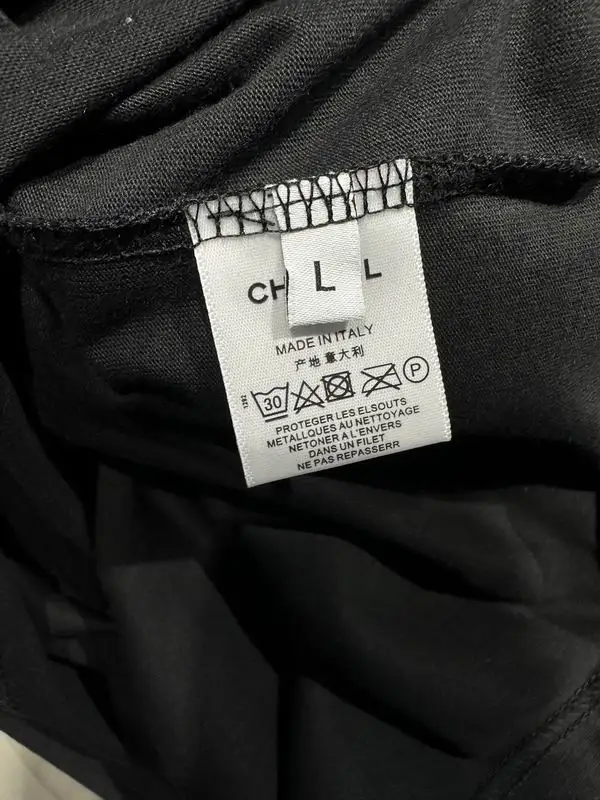 CH L L
MADE IN ITALY
产地 意大利
30 P
PROTEGER LES ELSOUTS
METALLQUES AU NETTOYAGE
NETONER A L'ENVERS
DANS UN FILET
NE PAS REPASSERR